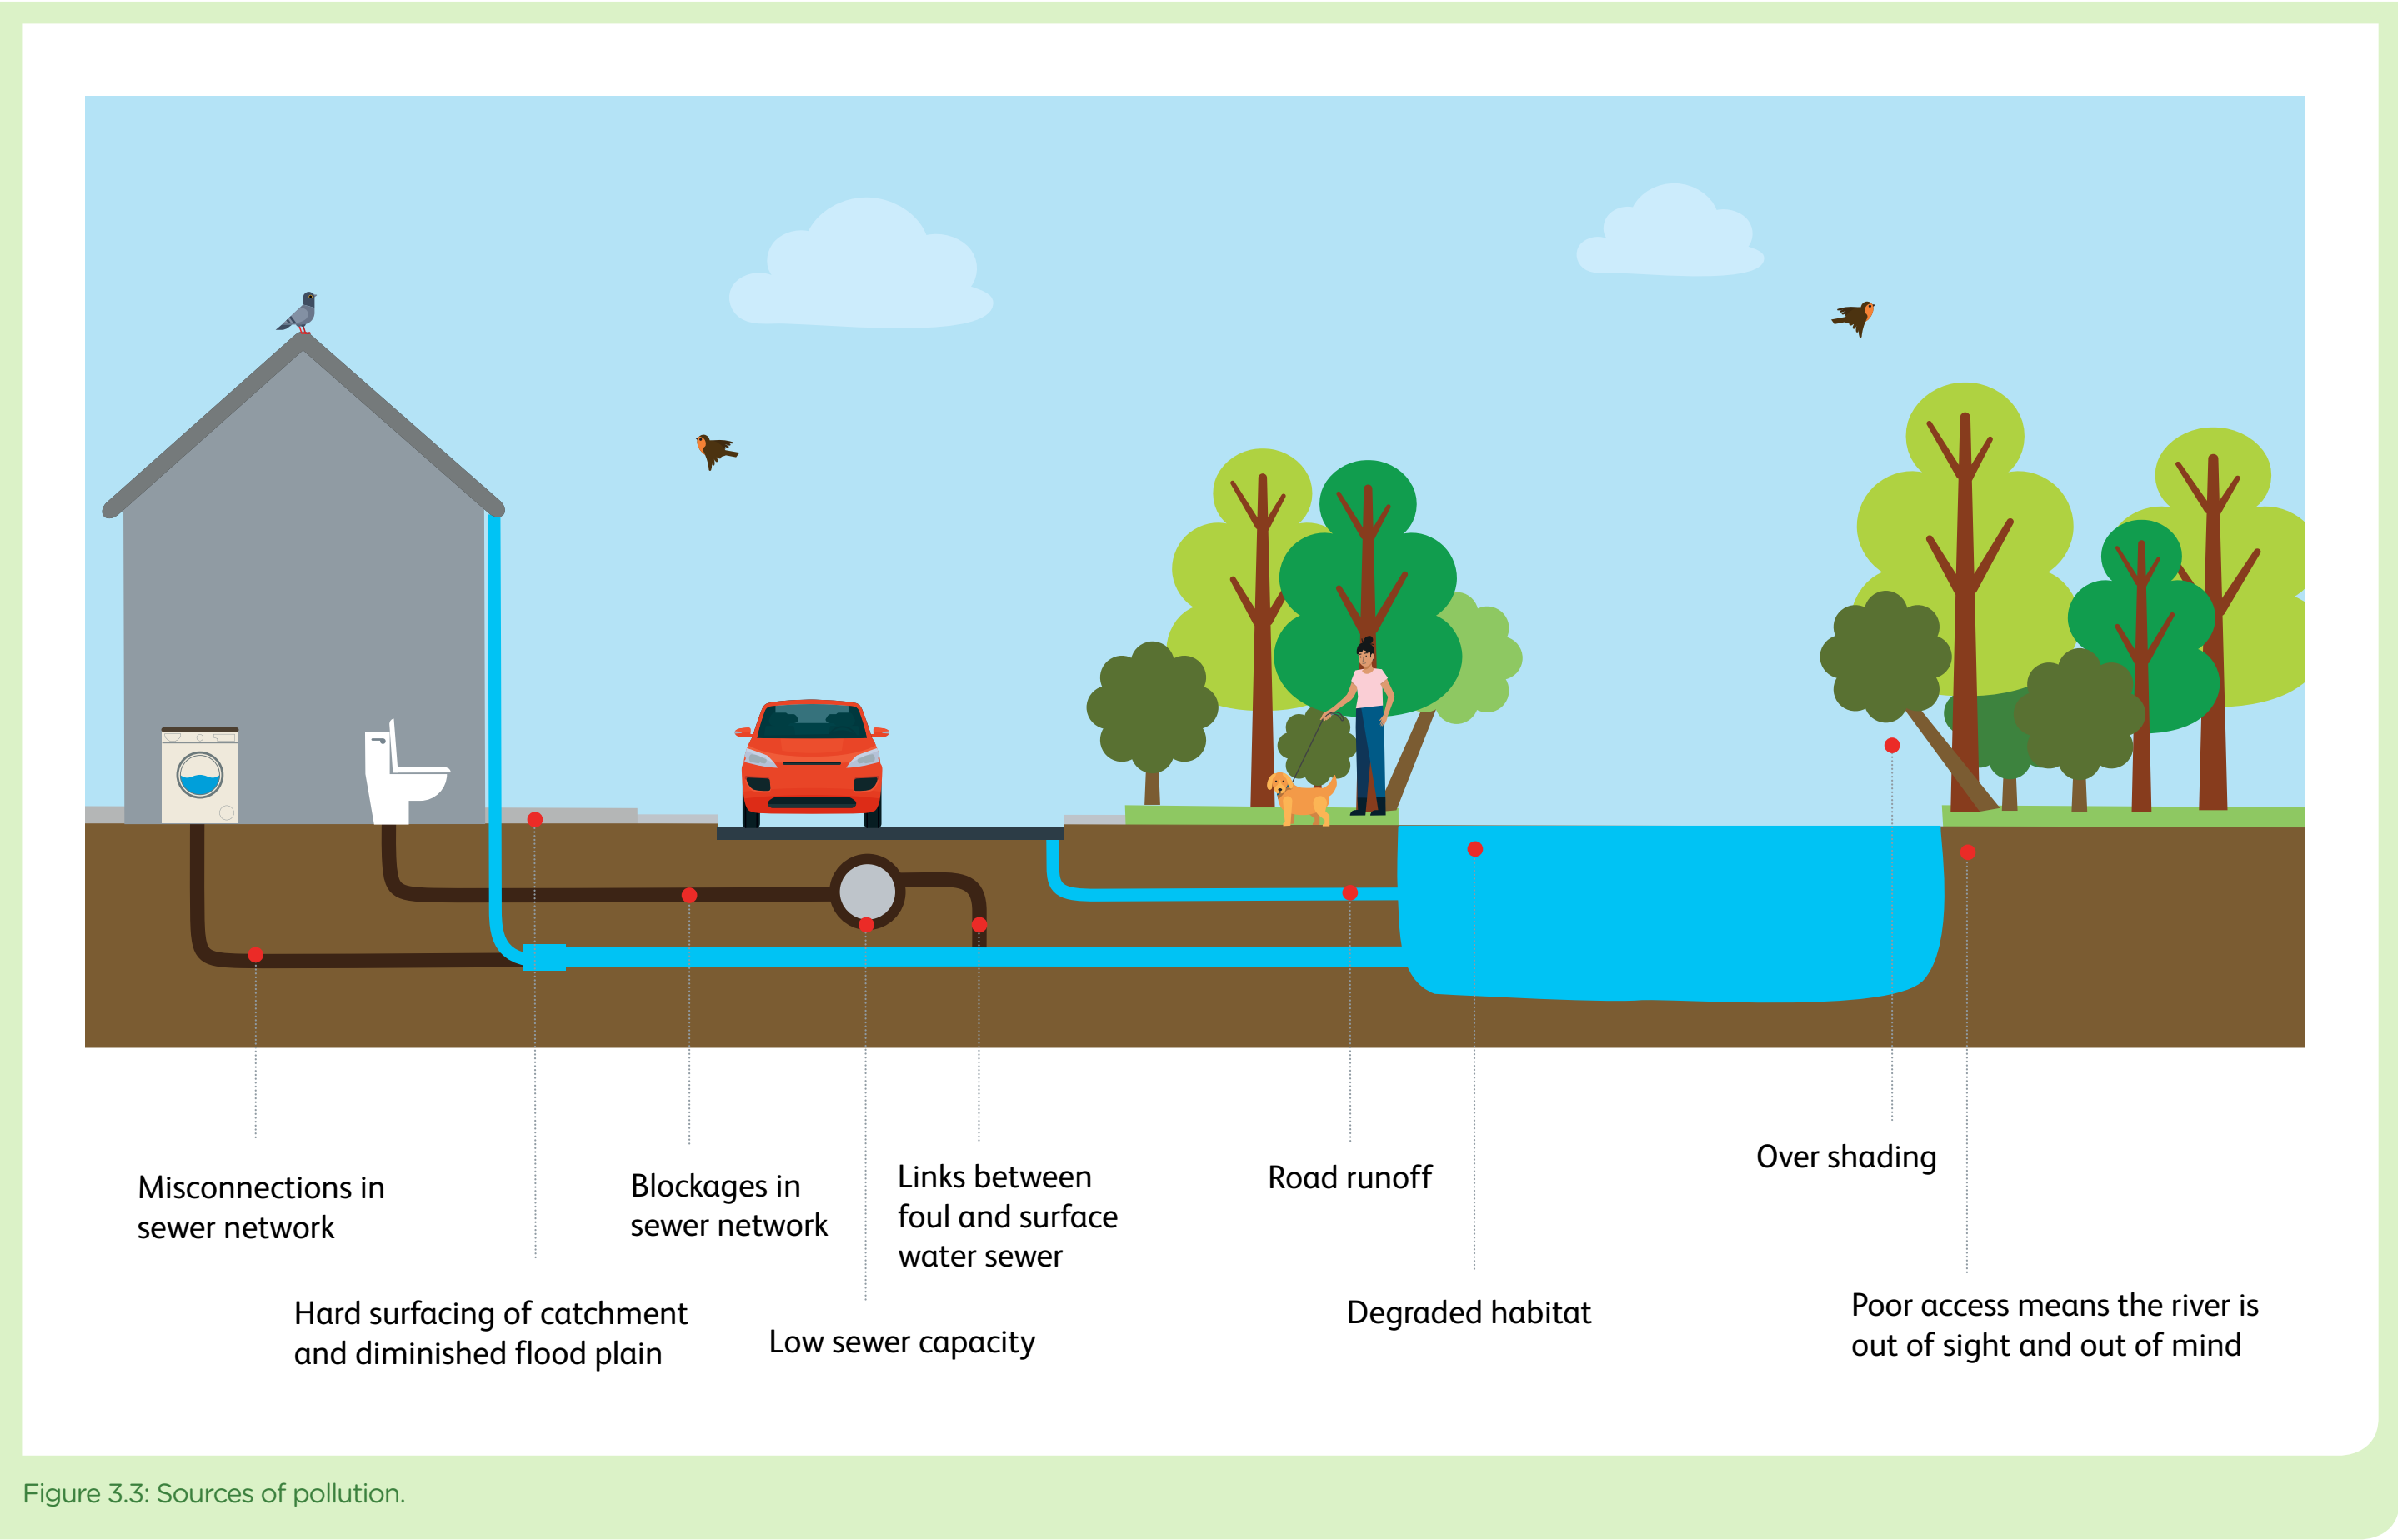 Misconnections in
sewer network
Hard surfacing of catchment
and diminished flood plain
Blockages in
sewer network
Low sewer capacity
Links between
foul and surface
water sewer
Road runoff
Degraded habitat
Over shading
Poor access means the river is
out of sight and out of mind
Figure 3.3: Sources of pollution.